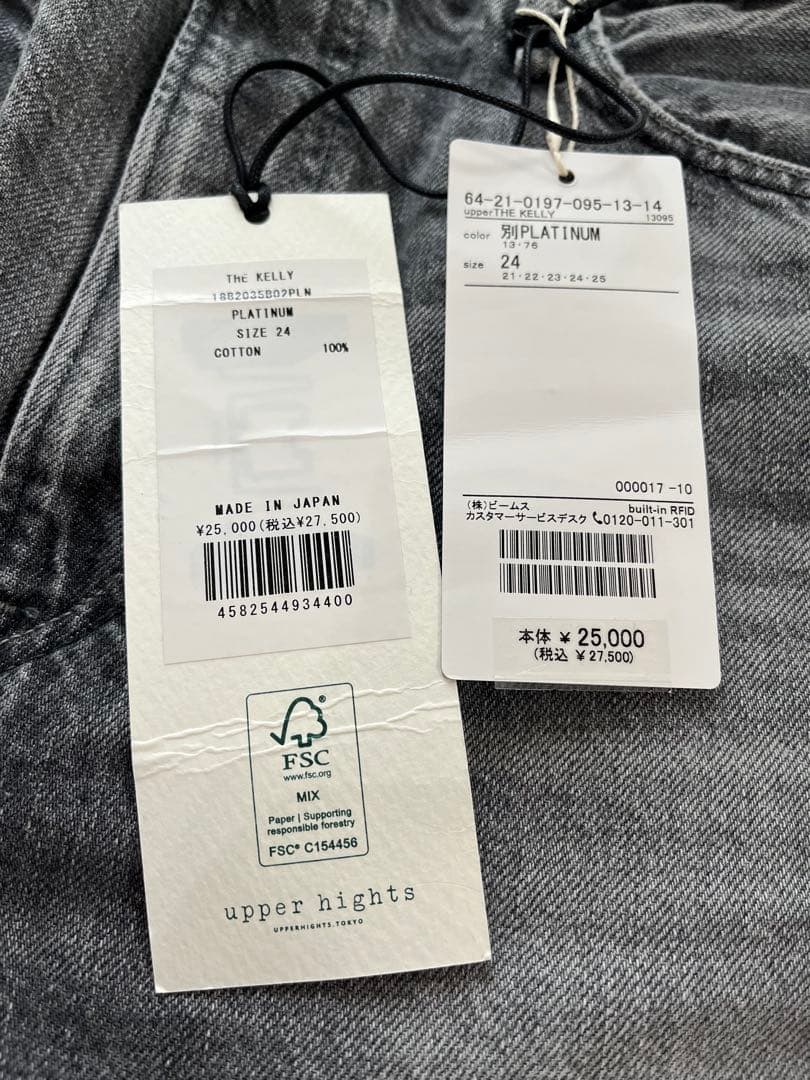 THE KELLY
18B2035B02PLN
PLATINUM
SIZE 24
COTTON 100%
MADE IN JAPAN
¥25,000(税込¥27,500)
4582544934400
FSC®
www.fsc.org
MIX
Paper | Supporting
responsible forestry
FSC® C154456
upper hights
UPPERHIGHTS.TOKYO
64-21-0197-095-13-14
upperTHE KELLY 13095
color 別PLATINUM
13・76
size 24
21・22・23・24・25
000017 -10
(株)ビームス built-in RFID
カスタマーサービスデスク 0120-011-301
本体 ¥ 25,000
(税込 ¥ 27,500)